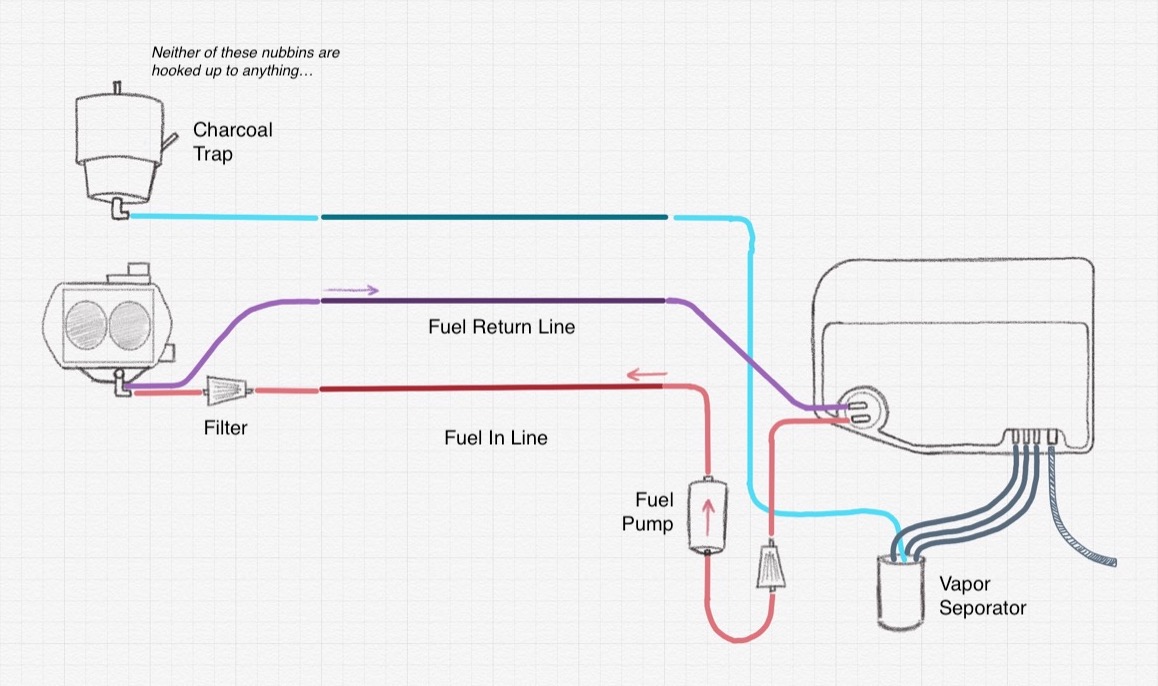 Neither of these nubbins are
hooked up to anything…
Charcoal
Trap
Fuel Return Line
Filter
Fuel In Line
Fuel
Pump
Vapor
Seporator